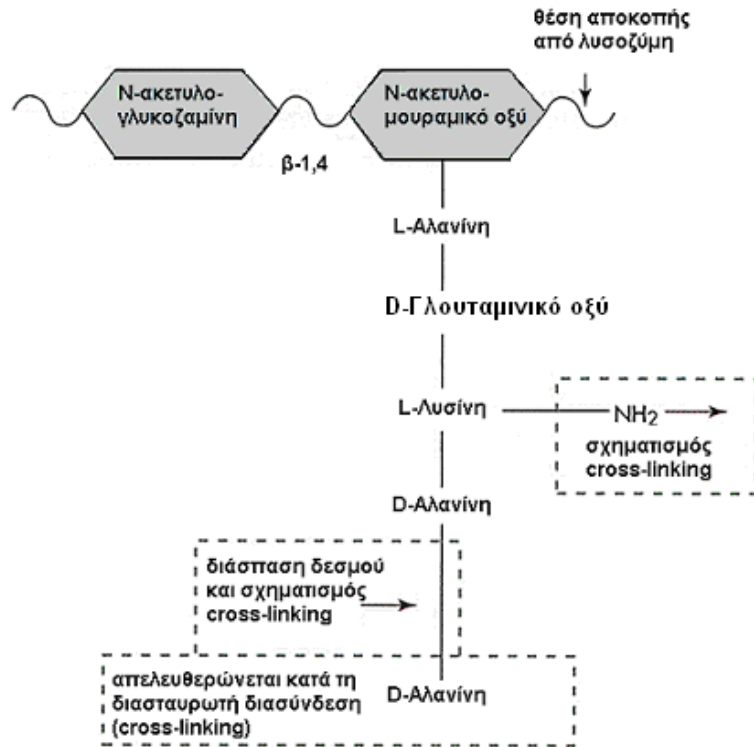 θέση αποκοπής
από λυσοζύμη
Ν-ακετυλο-
γλυκοζαμίνη
Ν-ακετυλο-
μουραμικό οξύ
β-1,4
L-Αλανίνη
D-Γλουταμινικό οξύ
L-Λυσίνη
NH2
σχηματισμός
cross-linking
D-Αλανίνη
διάσπαση δεσμού
και σχηματισμός
cross-linking
απελευθερώνεται κατά τη
διασταυρωτή διασύνδεση
(cross-linking)
D-Αλανίνη